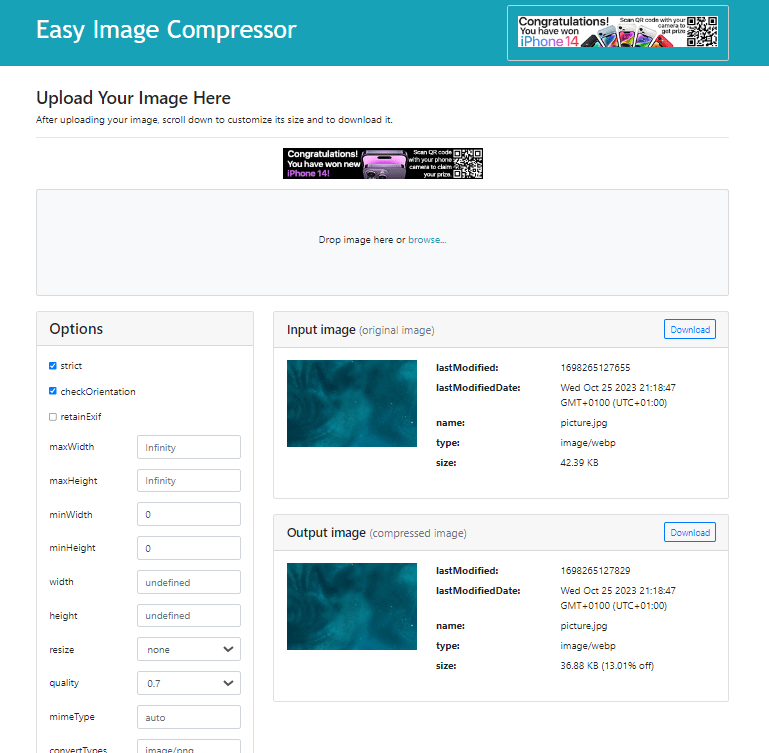 Easy Image Compressor
Congratulations!
You have won
iPhone 14
Scan QR code with your
camera to
get prize
Upload Your Image Here
After uploading your image, scroll down to customize its size and to download it.
Congratulations!
You have won new
iPhone 14!
Scan QR code
with your phone
camera to claim
your prize.
Drop image here or browse...
Options
strict
checkOrientation
retainExif
maxWidth Infinity
maxHeight Infinity
minWidth 0
minHeight 0
width undefined
height undefined
resize none
quality 0.7
mimeType auto
convertTypes image/png
Input image (original image) Download
lastModified: 1698265127655
lastModifiedDate: Wed Oct 25 2023 21:18:47
GMT+0100 (UTC+01:00)
name: picture.jpg
type: image/webp
size: 42.39 KB
Output image (compressed image) Download
lastModified: 1698265127829
lastModifiedDate: Wed Oct 25 2023 21:18:47
GMT+0100 (UTC+01:00)
name: picture.jpg
type: image/webp
size: 36.88 KB (13.01% off)